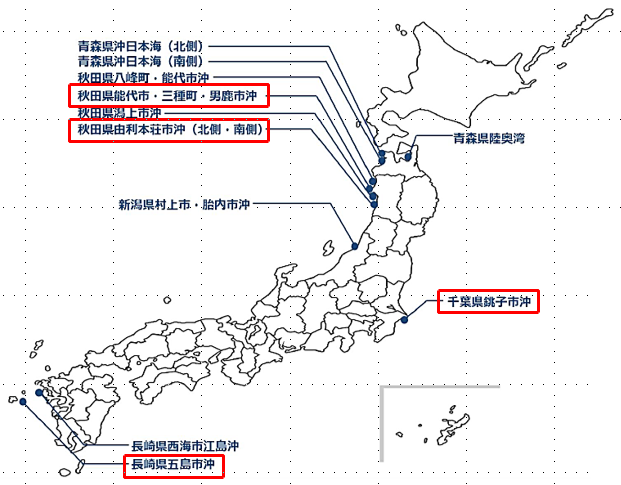 青森県沖日本海（北側）
青森県沖日本海（南側）
秋田県八峰町・能代市沖
秋田県能代市・三種町・男鹿市沖
秋田県潟上市沖
秋田県由利本荘市沖（北側・南側）
青森県陸奥湾
新潟県村上市・胎内市沖
千葉県銚子市沖
長崎県西海市江島沖
長崎県五島市沖